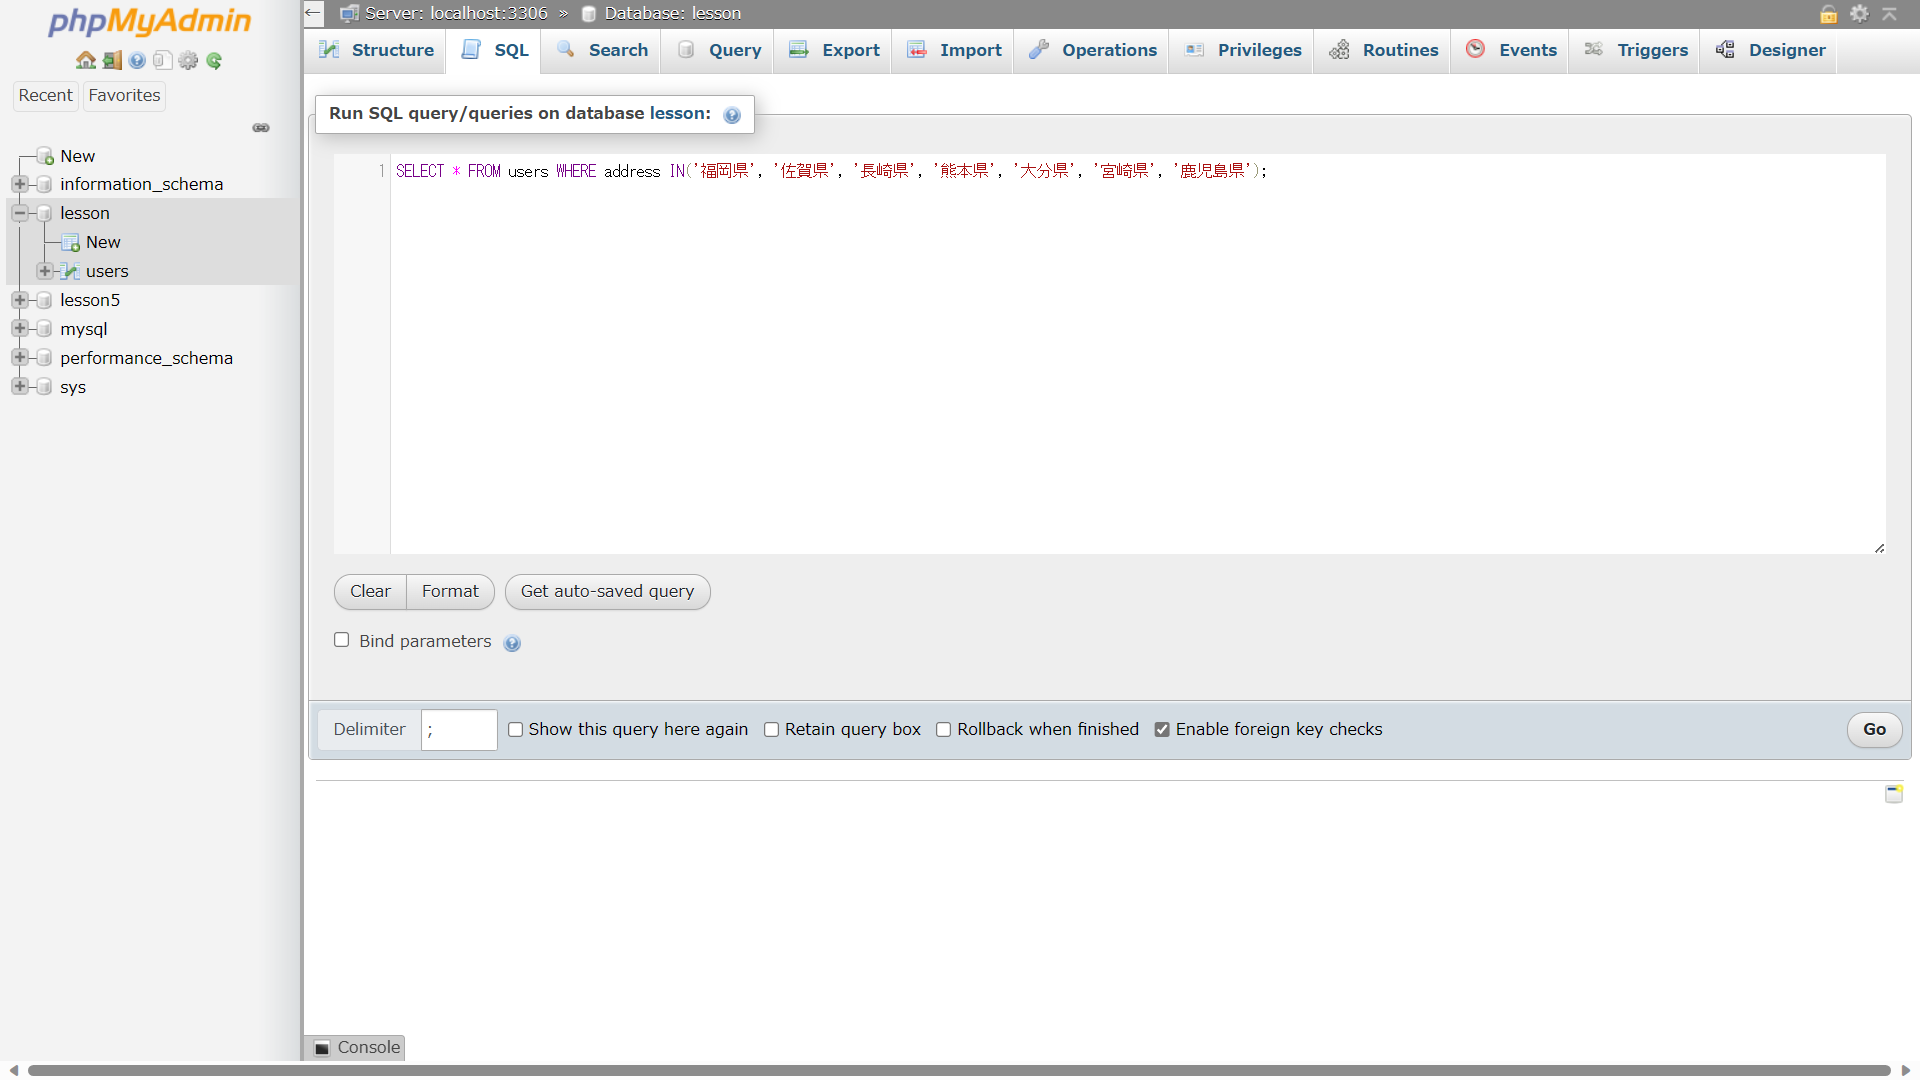 phpMyAdmin
Recent
Favorites
New
information_schema
lesson
New
users
lesson5
mysql
performance_schema
sys
Server: localhost:3306 » Database: lesson
Structure
SQL
Search
Query
Export
Import
Operations
Privileges
Routines
Events
Triggers
Designer
Run SQL query/queries on database lesson:
1
SELECT * FROM users WHERE address IN('福岡県', '佐賀県', '長崎県', '熊本県', '大分県', '宮崎県', '鹿児島県');
Clear
Format
Get auto-saved query
Bind parameters
Delimiter
;
Show this query here again
Retain query box
Rollback when finished
Enable foreign key checks
Go
Console